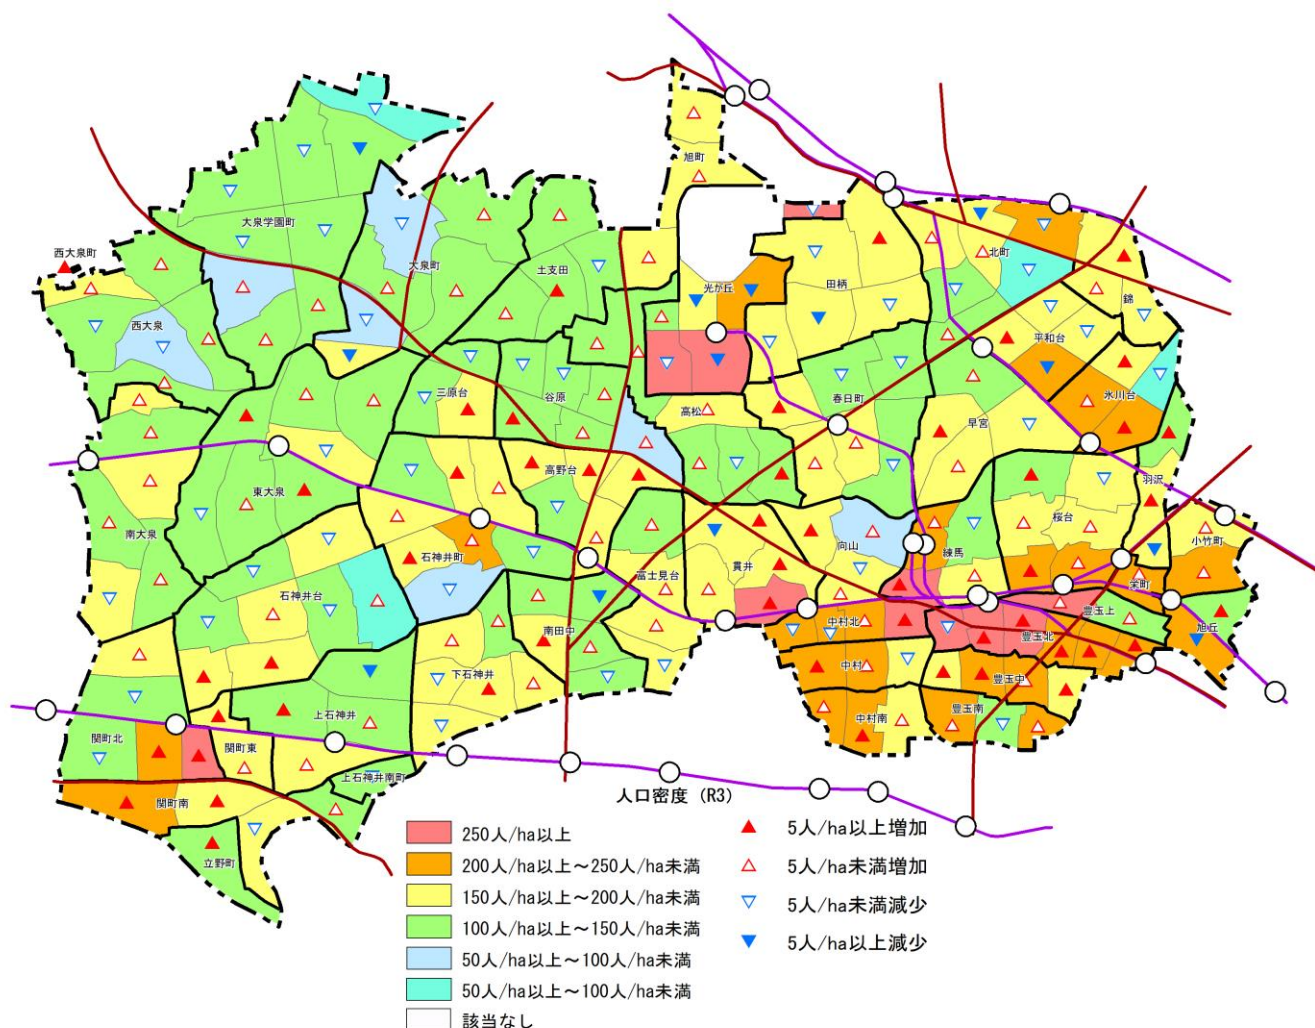 旭町
大泉学園町
北町
西大泉町
大泉町
土支田
光が丘
田柄
錦
西大泉
平和台
三原台
谷原
高松
春日町
氷川台
早宮
高野台
東大泉
羽沢
南大泉
石神井町
向山
練馬
桜台
小竹町
貫井
富士見台
栄町
石神井台
豊玉上
中村北
旭丘
南田中
豊玉北
下石神井
中村
豊玉中
上石神井
中村南
豊玉南
関町北
関町東
上石神井南町
関町南
立野町
人口密度 (R3)
250人/ha以上
200人/ha以上~250人/ha未満
150人/ha以上~200人/ha未満
100人/ha以上~150人/ha未満
50人/ha以上~100人/ha未満
50人/ha以上~100人/ha未満
該当なし
5人/ha以上増加
5人/ha未満増加
5人/ha未満減少
5人/ha以上減少